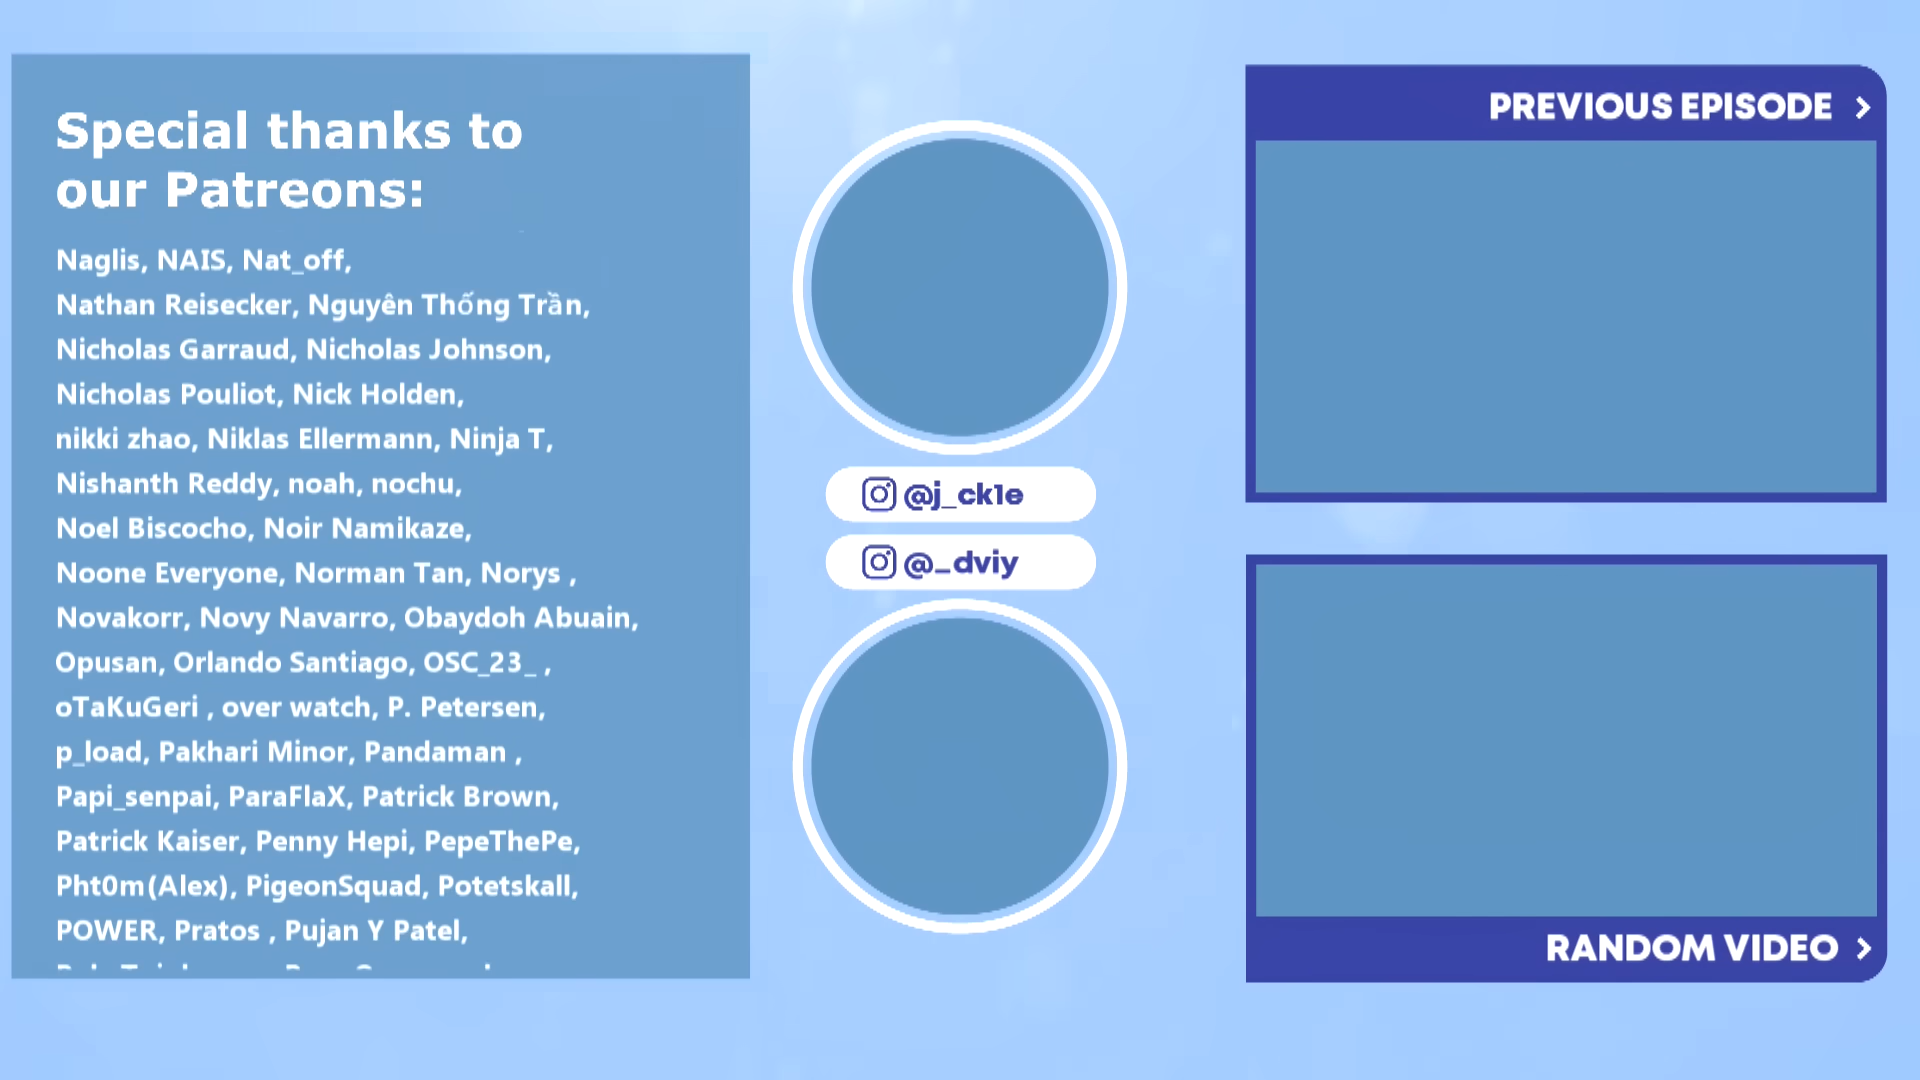 Special thanks to
our Patreons:
Naglis, NAIS, Nat_off,
Nathan Reisecker, Nguyên Thống Trần,
Nicholas Garraud, Nicholas Johnson,
Nicholas Pouliot, Nick Holden,
nikki zhao, Niklas Ellermann, Ninja T,
Nishanth Reddy, noah, nochu,
Noel Biscocho, Noir Namikaze,
Noone Everyone, Norman Tan, Norys ,
Novakorr, Novy Navarro, Obaydoh Abuain,
Opusan, Orlando Santiago, OSC_23_ ,
oTaKuGeri , over watch, P. Petersen,
p_load, Pakhari Minor, Pandaman ,
Papi_senpai, ParaFlaX, Patrick Brown,
Patrick Kaiser, Penny Hepi, PepeThePe,
Pht0m(Alex), PigeonSquad, Potetskall,
POWER, Pratos , Pujan Y Patel,
@j_ck1e
@_dviy
PREVIOUS EPISODE >
RANDOM VIDEO >